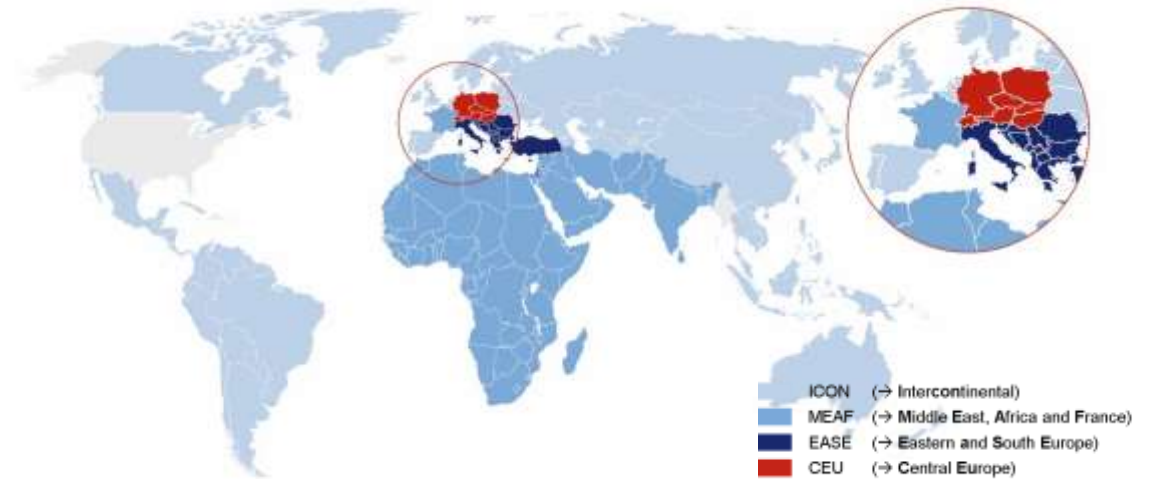 ICON (→ Intercontinental)
MEAF (→ Middle East, Africa and France)
EASE (→ Eastern and South Europe)
CEU (→ Central Europe)